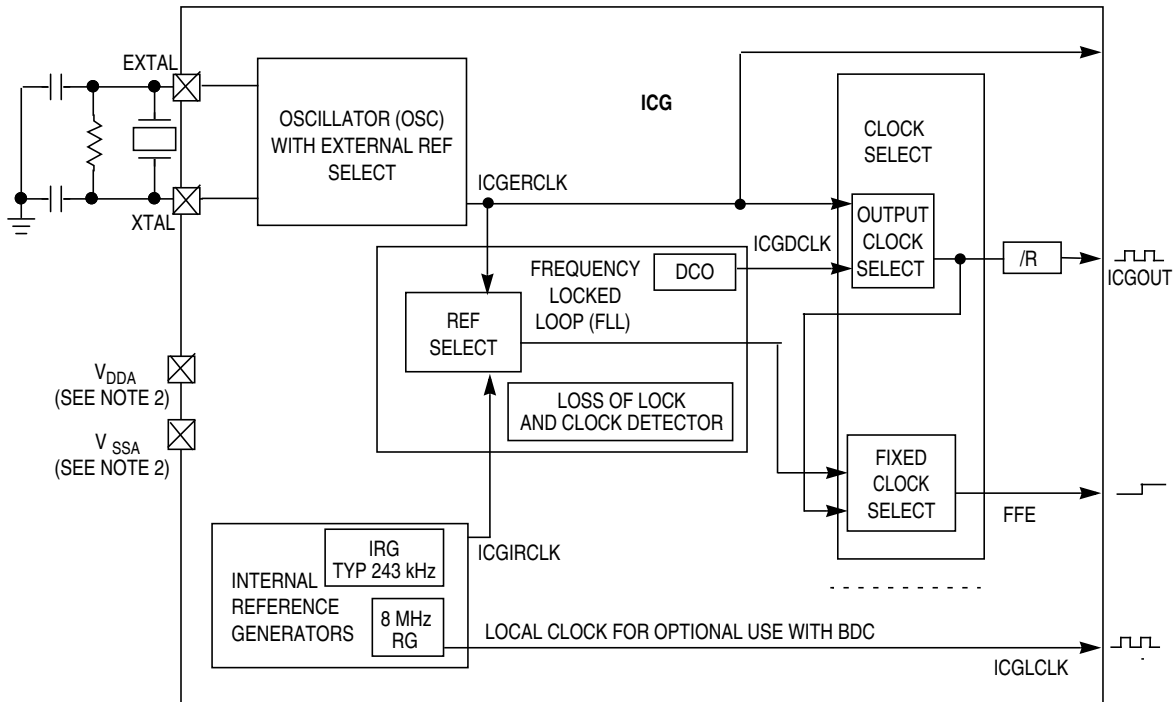 EXTAL
XTAL
OSCILLATOR (OSC)
WITH EXTERNAL REF
SELECT
ICG
ICGERCLK
CLOCK
SELECT
OUTPUT
CLOCK
SELECT
/R
ICGOUT
ICGDCLK
DCO
FREQUENCY
LOCKED
LOOP (FLL)
REF
SELECT
LOSS OF LOCK
AND CLOCK DETECTOR
VDDA
(SEE NOTE 2)
V SSA
(SEE NOTE 2)
FIXED
CLOCK
SELECT
FFE
ICGIRCLK
IRG
TYP 243 kHz
INTERNAL
REFERENCE
GENERATORS
8 MHz
RG
LOCAL CLOCK FOR OPTIONAL USE WITH BDC
ICGLCLK